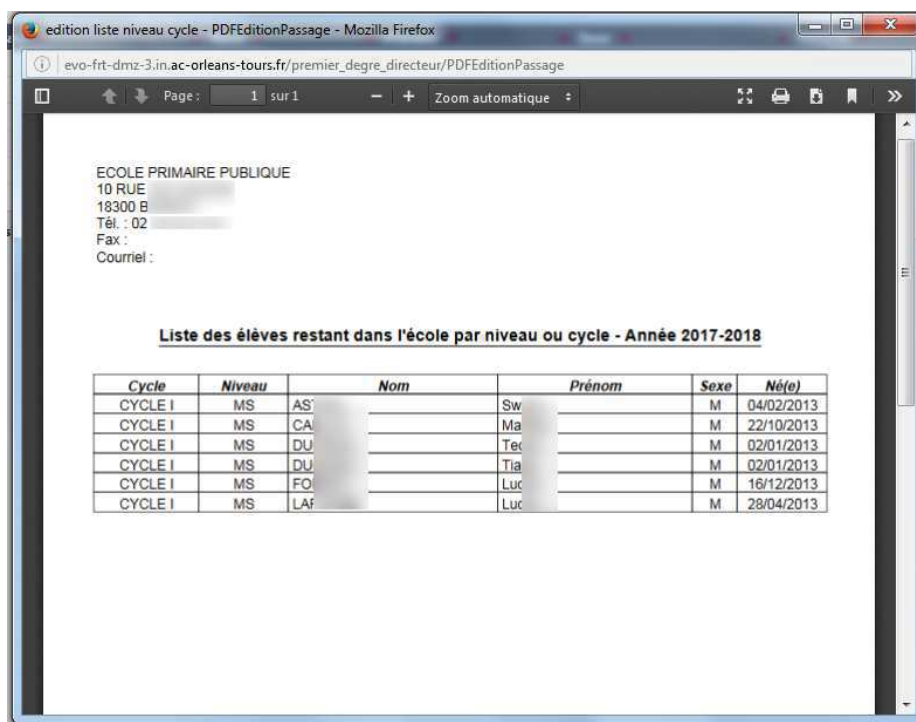 edition liste niveau cycle - PDFEditionPassage - Mozilla Firefox
evo-frt-dmz-3.in.ac-orleans-tours.fr/premier_degre_directeur/PDFEditionPassage
Page : 1 sur 1 Zoom automatique
ECOLE PRIMAIRE PUBLIQUE
10 RUE
18300 B
Tél. : 02
Fax :
Courriel :
Liste des élèves restant dans l'école par niveau ou cycle - Année 2017-2018
Cycle Niveau Nom Prénom Sexe Né(e)
CYCLE I MS AS Sw M 04/02/2013
CYCLE I MS CA Ma M 22/10/2013
CYCLE I MS DU Teo M 02/01/2013
CYCLE I MS DU Tia M 02/01/2013
CYCLE I MS FO Luc M 16/12/2013
CYCLE I MS LA Luc M 28/04/2013